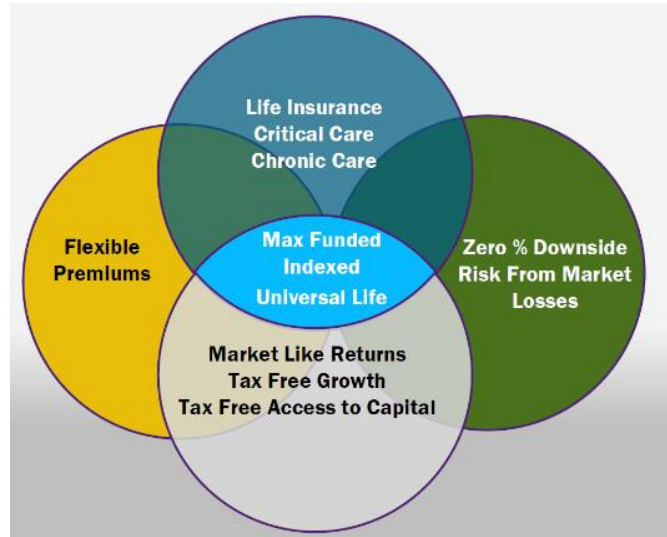 Life Insurance
Critical Care
Chronic Care
Flexible
Premiums
Max Funded
Indexed
Universal Life
Zero % Downside
Risk From Market
Losses
Market Like Returns
Tax Free Growth
Tax Free Access to Capital